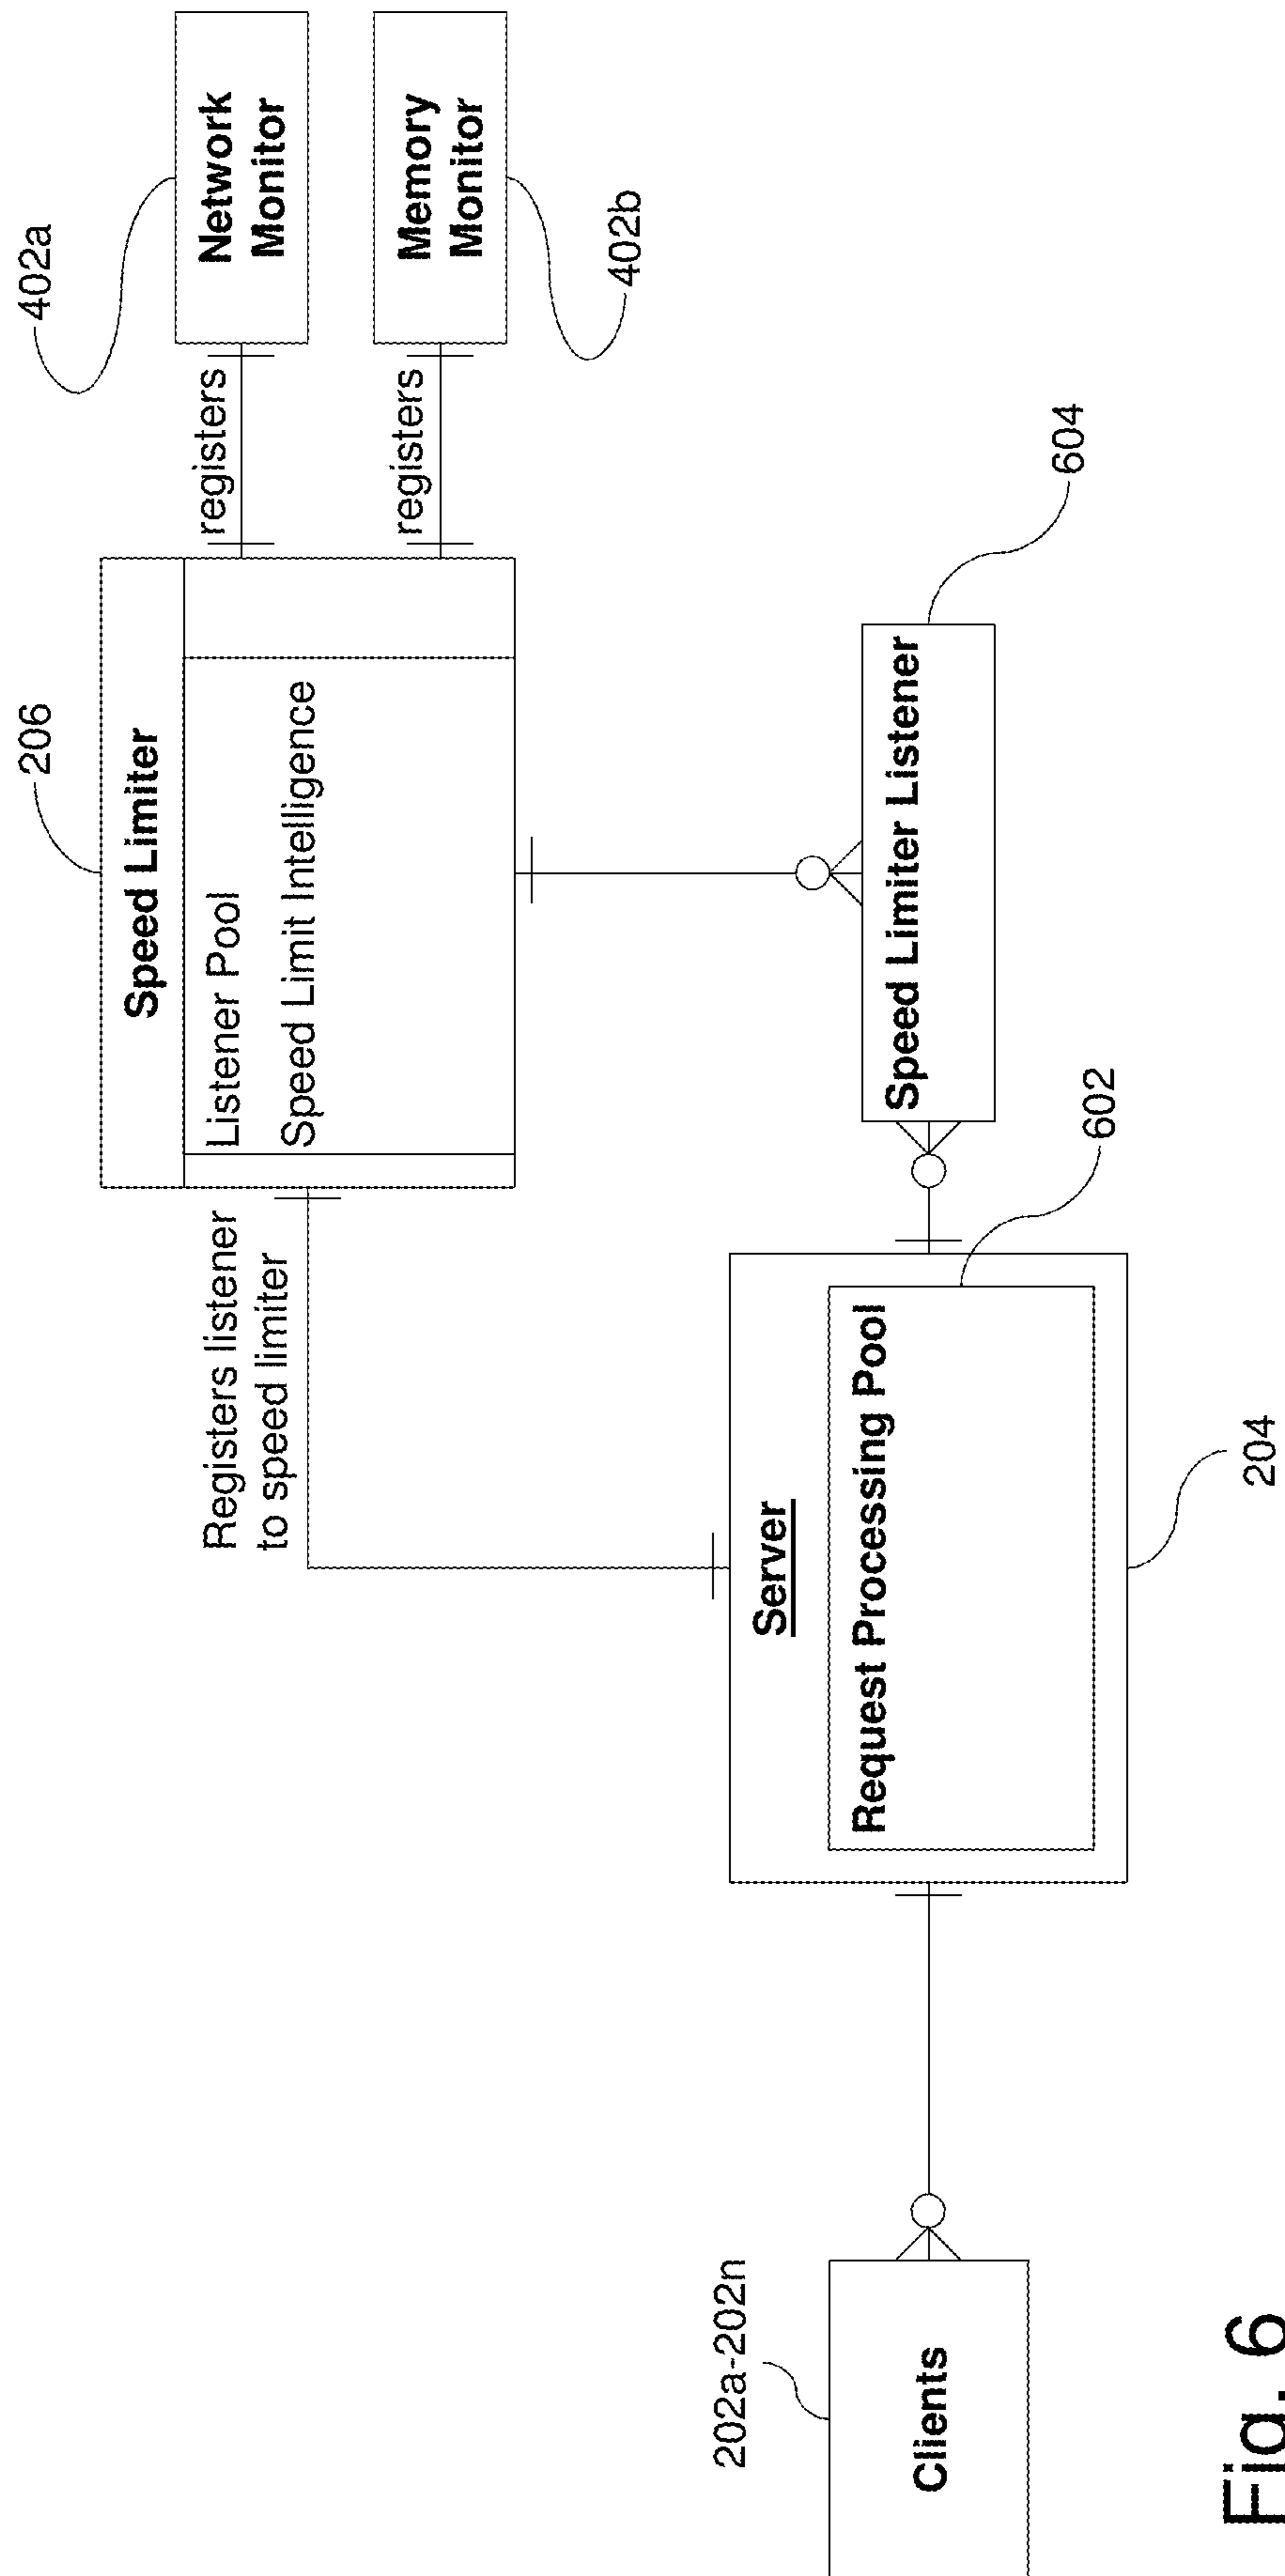 206
402a
Speed Limiter
Listener Pool
Speed Limit Intelligence
registers
Network
Monitor
registers
Memory
Monitor
402b
Registers listener
to speed limiter
202a-202n
Clients
Server
Request Processing Pool
602
204
Speed Limiter Listener
604
Fig. 6